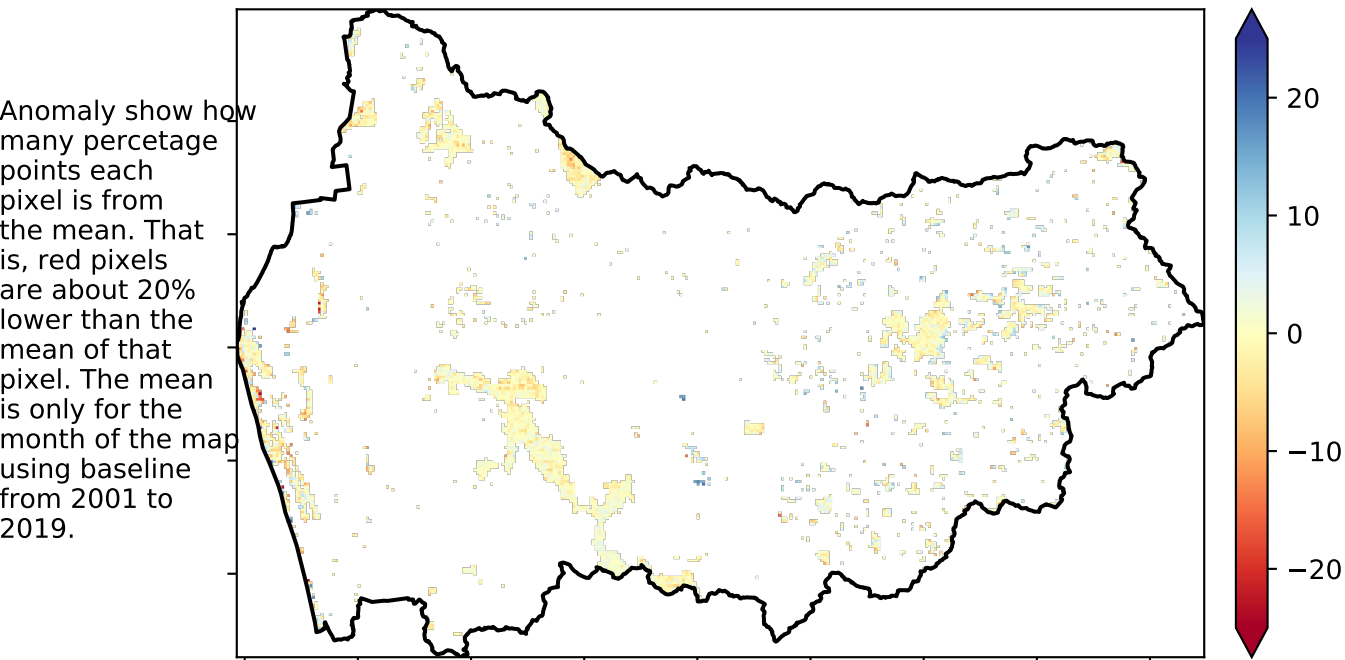 Anomaly show how
many percetage
points each
pixel is from
the mean. That
is, red pixels
are about 20%
lower than the
mean of that
pixel. The mean
is only for the
month of the map
using baseline
from 2001 to
2019.
20
10
0
−10
−20